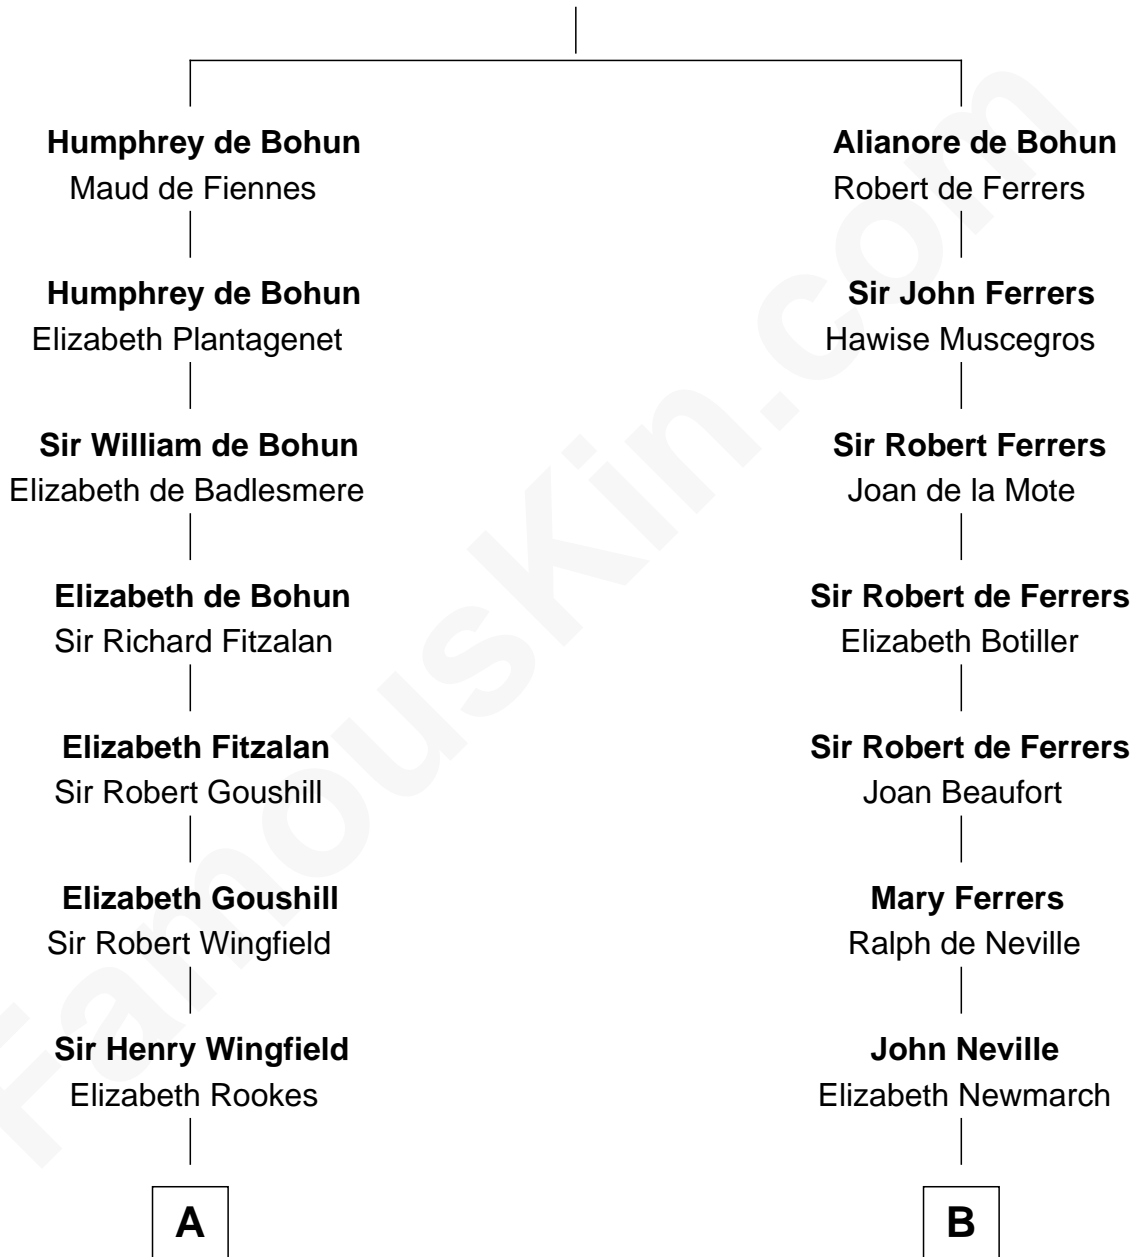 Humphrey de Bohun
Maud de Fiennes
Humphrey de Bohun
Elizabeth Plantagenet
Sir William de Bohun
Elizabeth de Badlesmere
Elizabeth de Bohun
Sir Richard Fitzalan
Elizabeth Fitzalan
Sir Robert Goushill
Elizabeth Goushill
Sir Robert Wingfield
Sir Henry Wingfield
Elizabeth Rookes
A
Alianore de Bohun
Robert de Ferrers
Sir John Ferrers
Hawise Muscegros
Sir Robert Ferrers
Joan de la Mote
Sir Robert de Ferrers
Elizabeth Botiller
Sir Robert de Ferrers
Joan Beaufort
Mary Ferrers
Ralph de Neville
John Neville
Elizabeth Newmarch
B
FamousKin.com